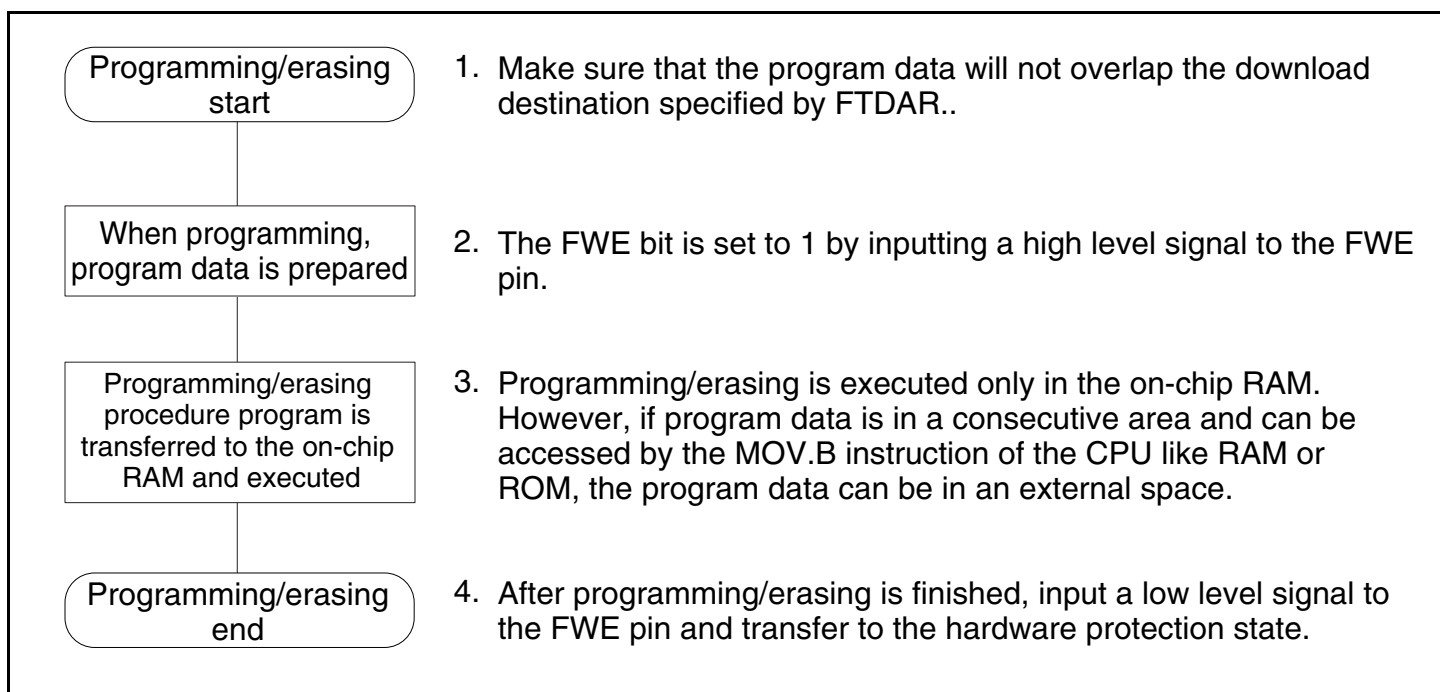 Programming/erasing
start
1. Make sure that the program data will not overlap the download
destination specified by FTDAR..
When programming,
program data is prepared
2. The FWE bit is set to 1 by inputting a high level signal to the FWE
pin.
Programming/erasing
procedure program is
transferred to the on-chip
RAM and executed
3. Programming/erasing is executed only in the on-chip RAM.
However, if program data is in a consecutive area and can be
accessed by the MOV.B instruction of the CPU like RAM or
ROM, the program data can be in an external space.
Programming/erasing
end
4. After programming/erasing is finished, input a low level signal to
the FWE pin and transfer to the hardware protection state.